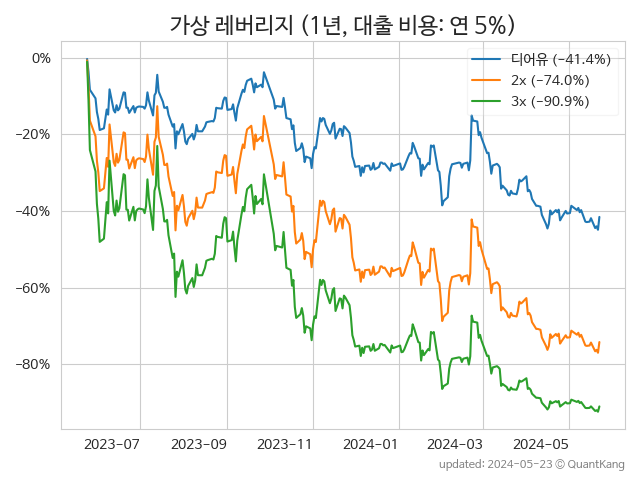 가상 레버리지 (1년, 대출 비용: 연 5%)
디어유 (−41.4%)
2x (−74.0%)
3x (−90.9%)
0%
−20%
−40%
−60%
−80%
2023-07 2023-09 2023-11 2024-01 2024-03 2024-05
updated: 2024-05-23 © QuantKang